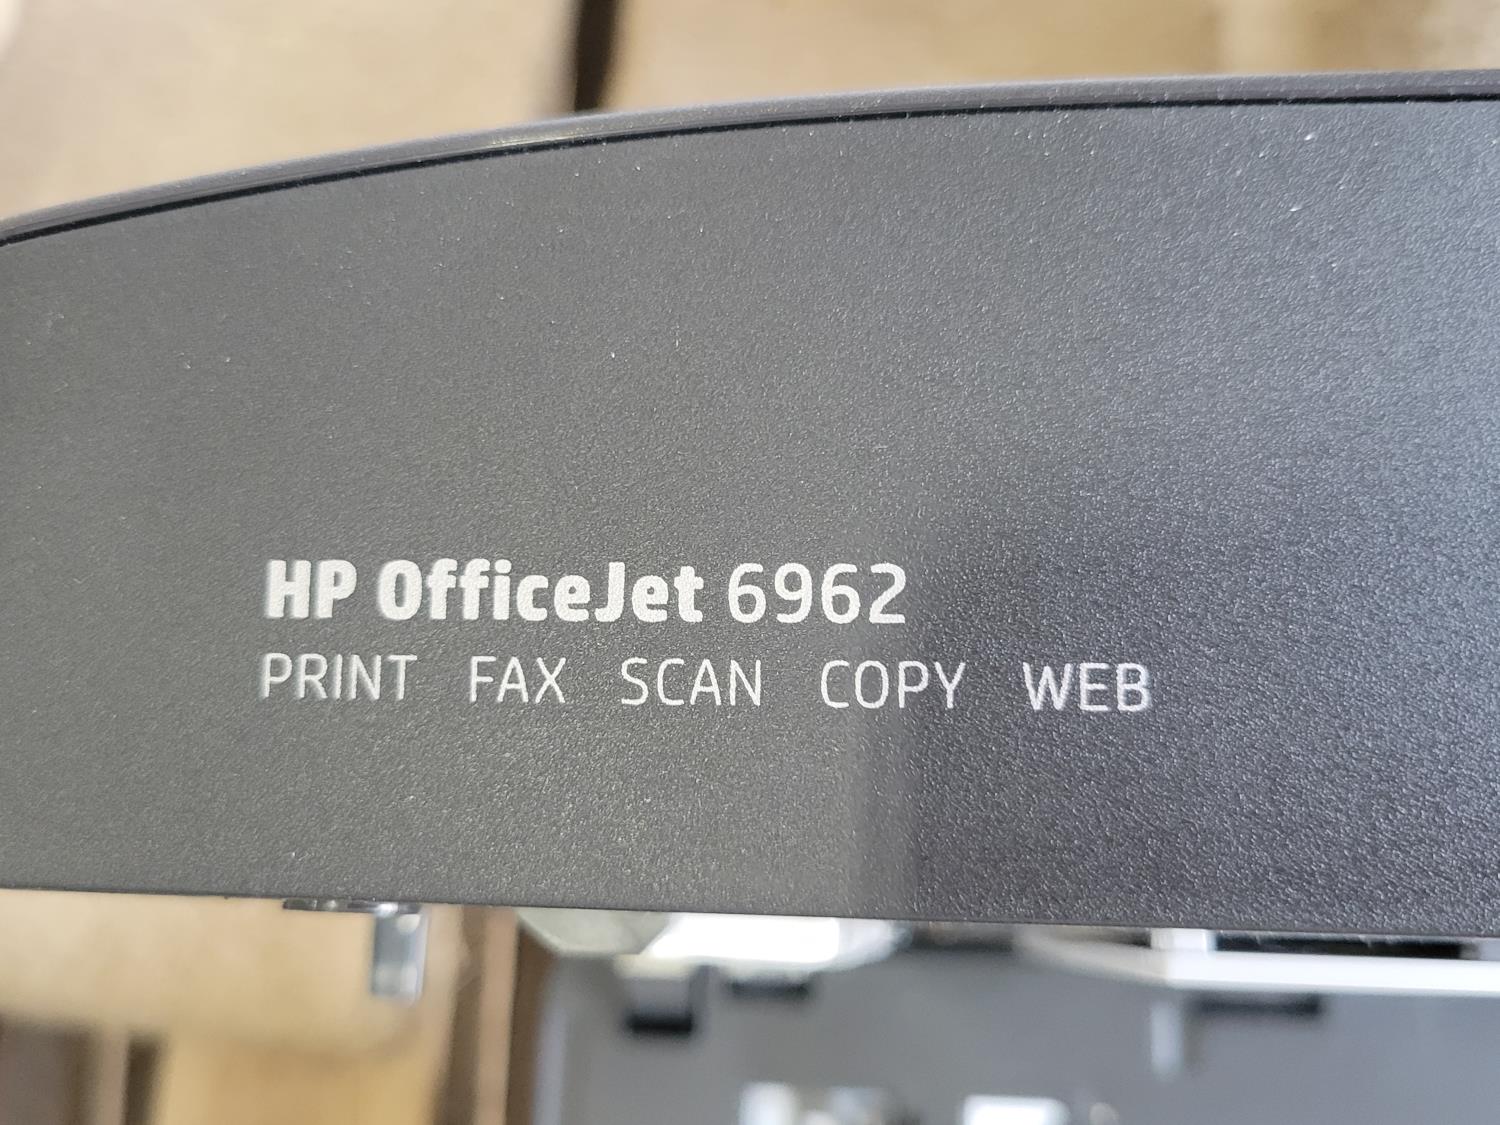 HP OfficeJet 6962
PRINT FAX SCAN COPY WEB